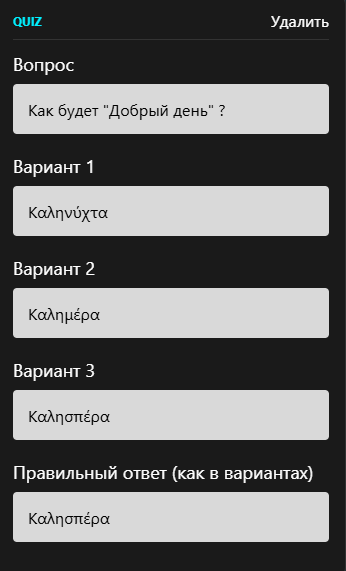 QUIZ Удалить
Вопрос
Как будет "Добрый день" ?
Вариант 1
Καληνύχτα
Вариант 2
Καλημέρα
Вариант 3
Καλησπέρα
Правильный ответ (как в вариантах)
Καλησπέρα